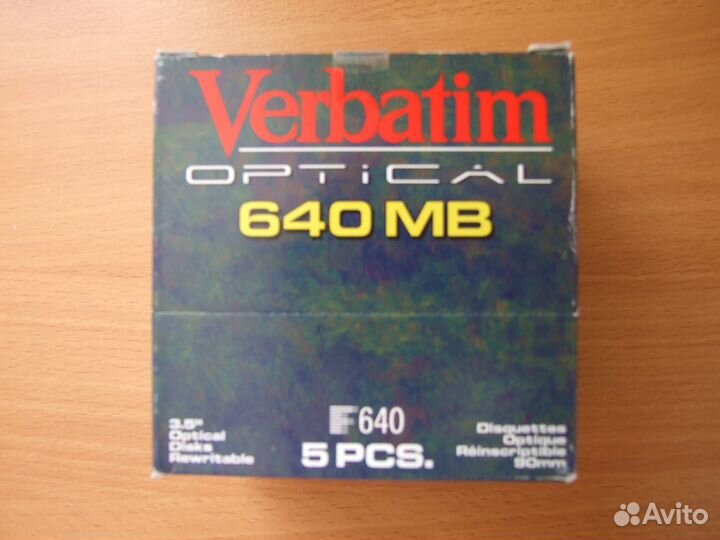 Verbatim
OPTICAL
640 MB
F640
5 PCS.
3.5"
Optical
Disks
Rewritable
Disquettes
Optique
Réinscriptible
90mm
Avito